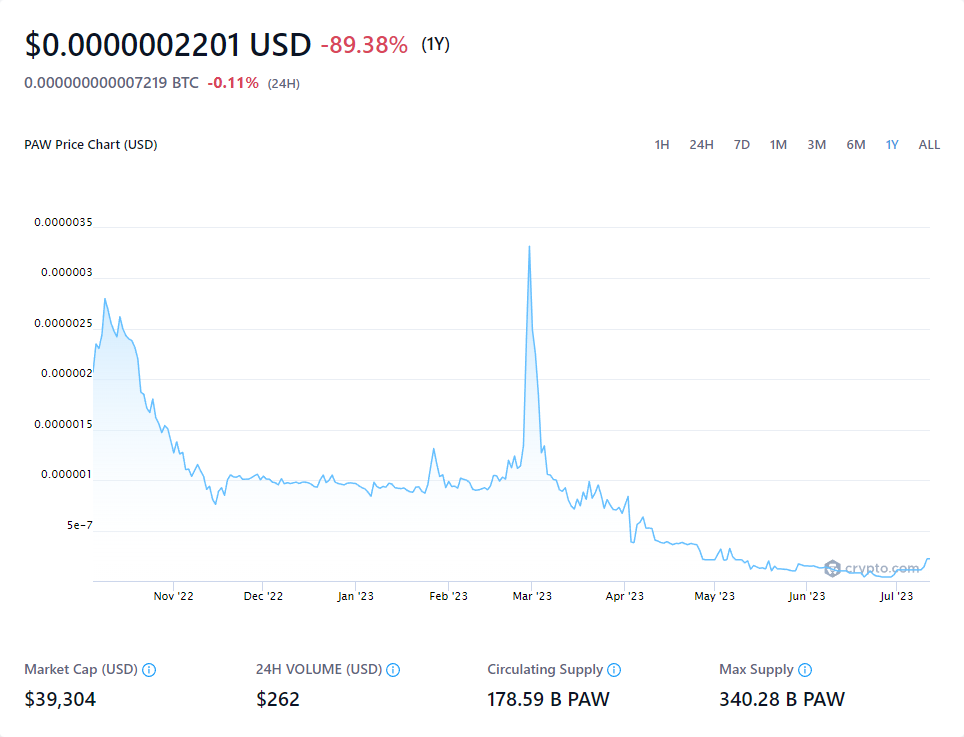 $0.0000002201 USD -89.38% (1Y)
0.000000000007219 BTC -0.11% (24H)
PAW Price Chart (USD) 1H 24H 7D 1M 3M 6M 1Y ALL
0.0000035
0.000003
0.0000025
0.000002
0.0000015
0.000001
5e-7
crypto.com
Nov '22 Dec '22 Jan '23 Feb '23 Mar '23 Apr '23 May '23 Jun '23 Jul '23
Market Cap (USD) 24H VOLUME (USD) Circulating Supply Max Supply
$39,304 $262 178.59 B PAW 340.28 B PAW